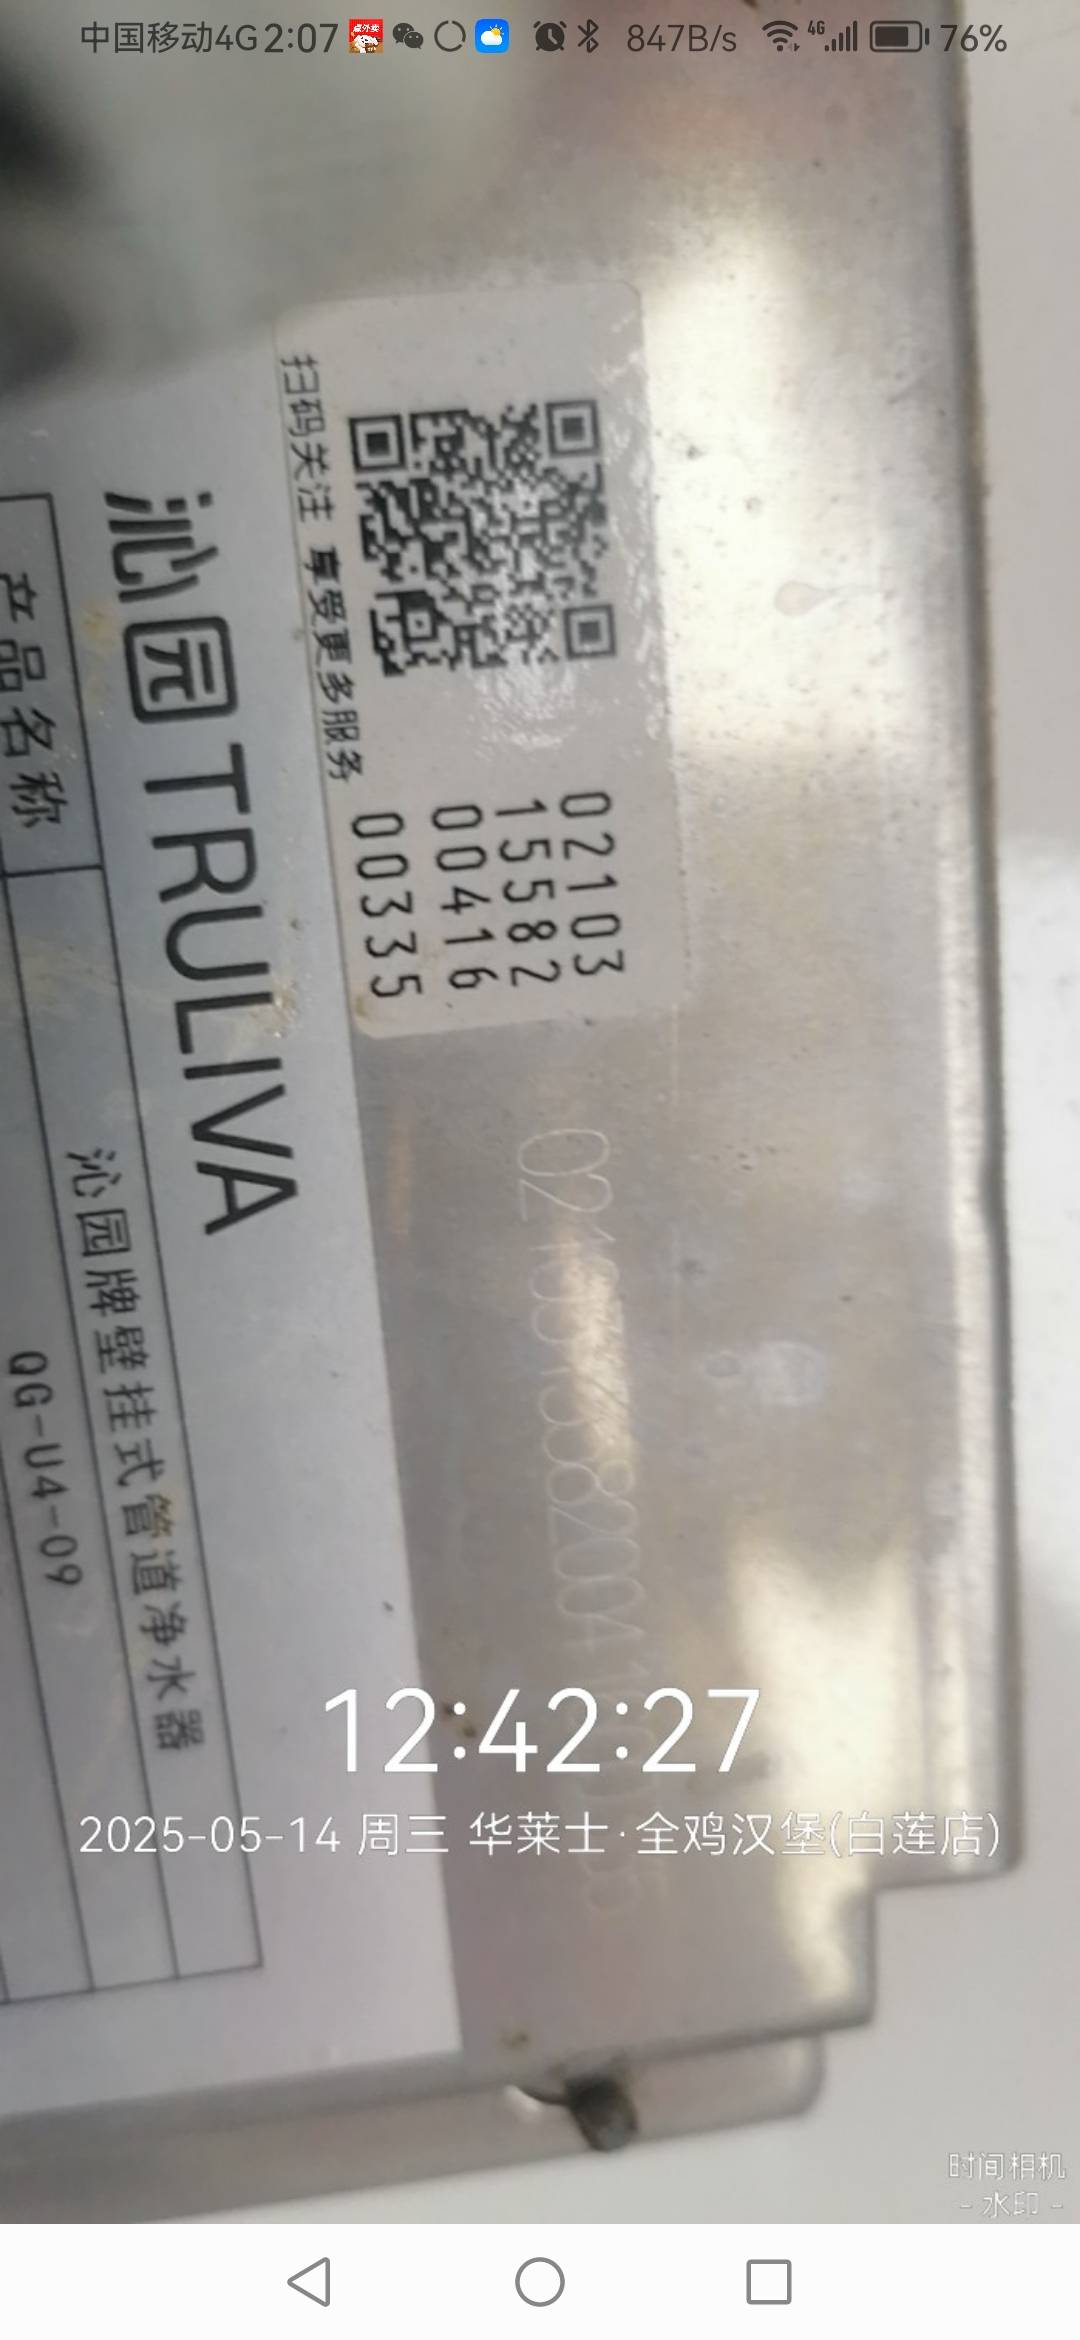 中国移动4G 2:07 847B/s 4G 76%
扫码关注 享受更多服务
02103
15582
00416
00335
沁园 TRULIVA
产品名称
沁园牌壁挂式管道净水器
QG-U4-09
12:42:27
2025-05-14 周三 华莱士·全鸡汉堡(白莲店)
时间相机
- 水印 -